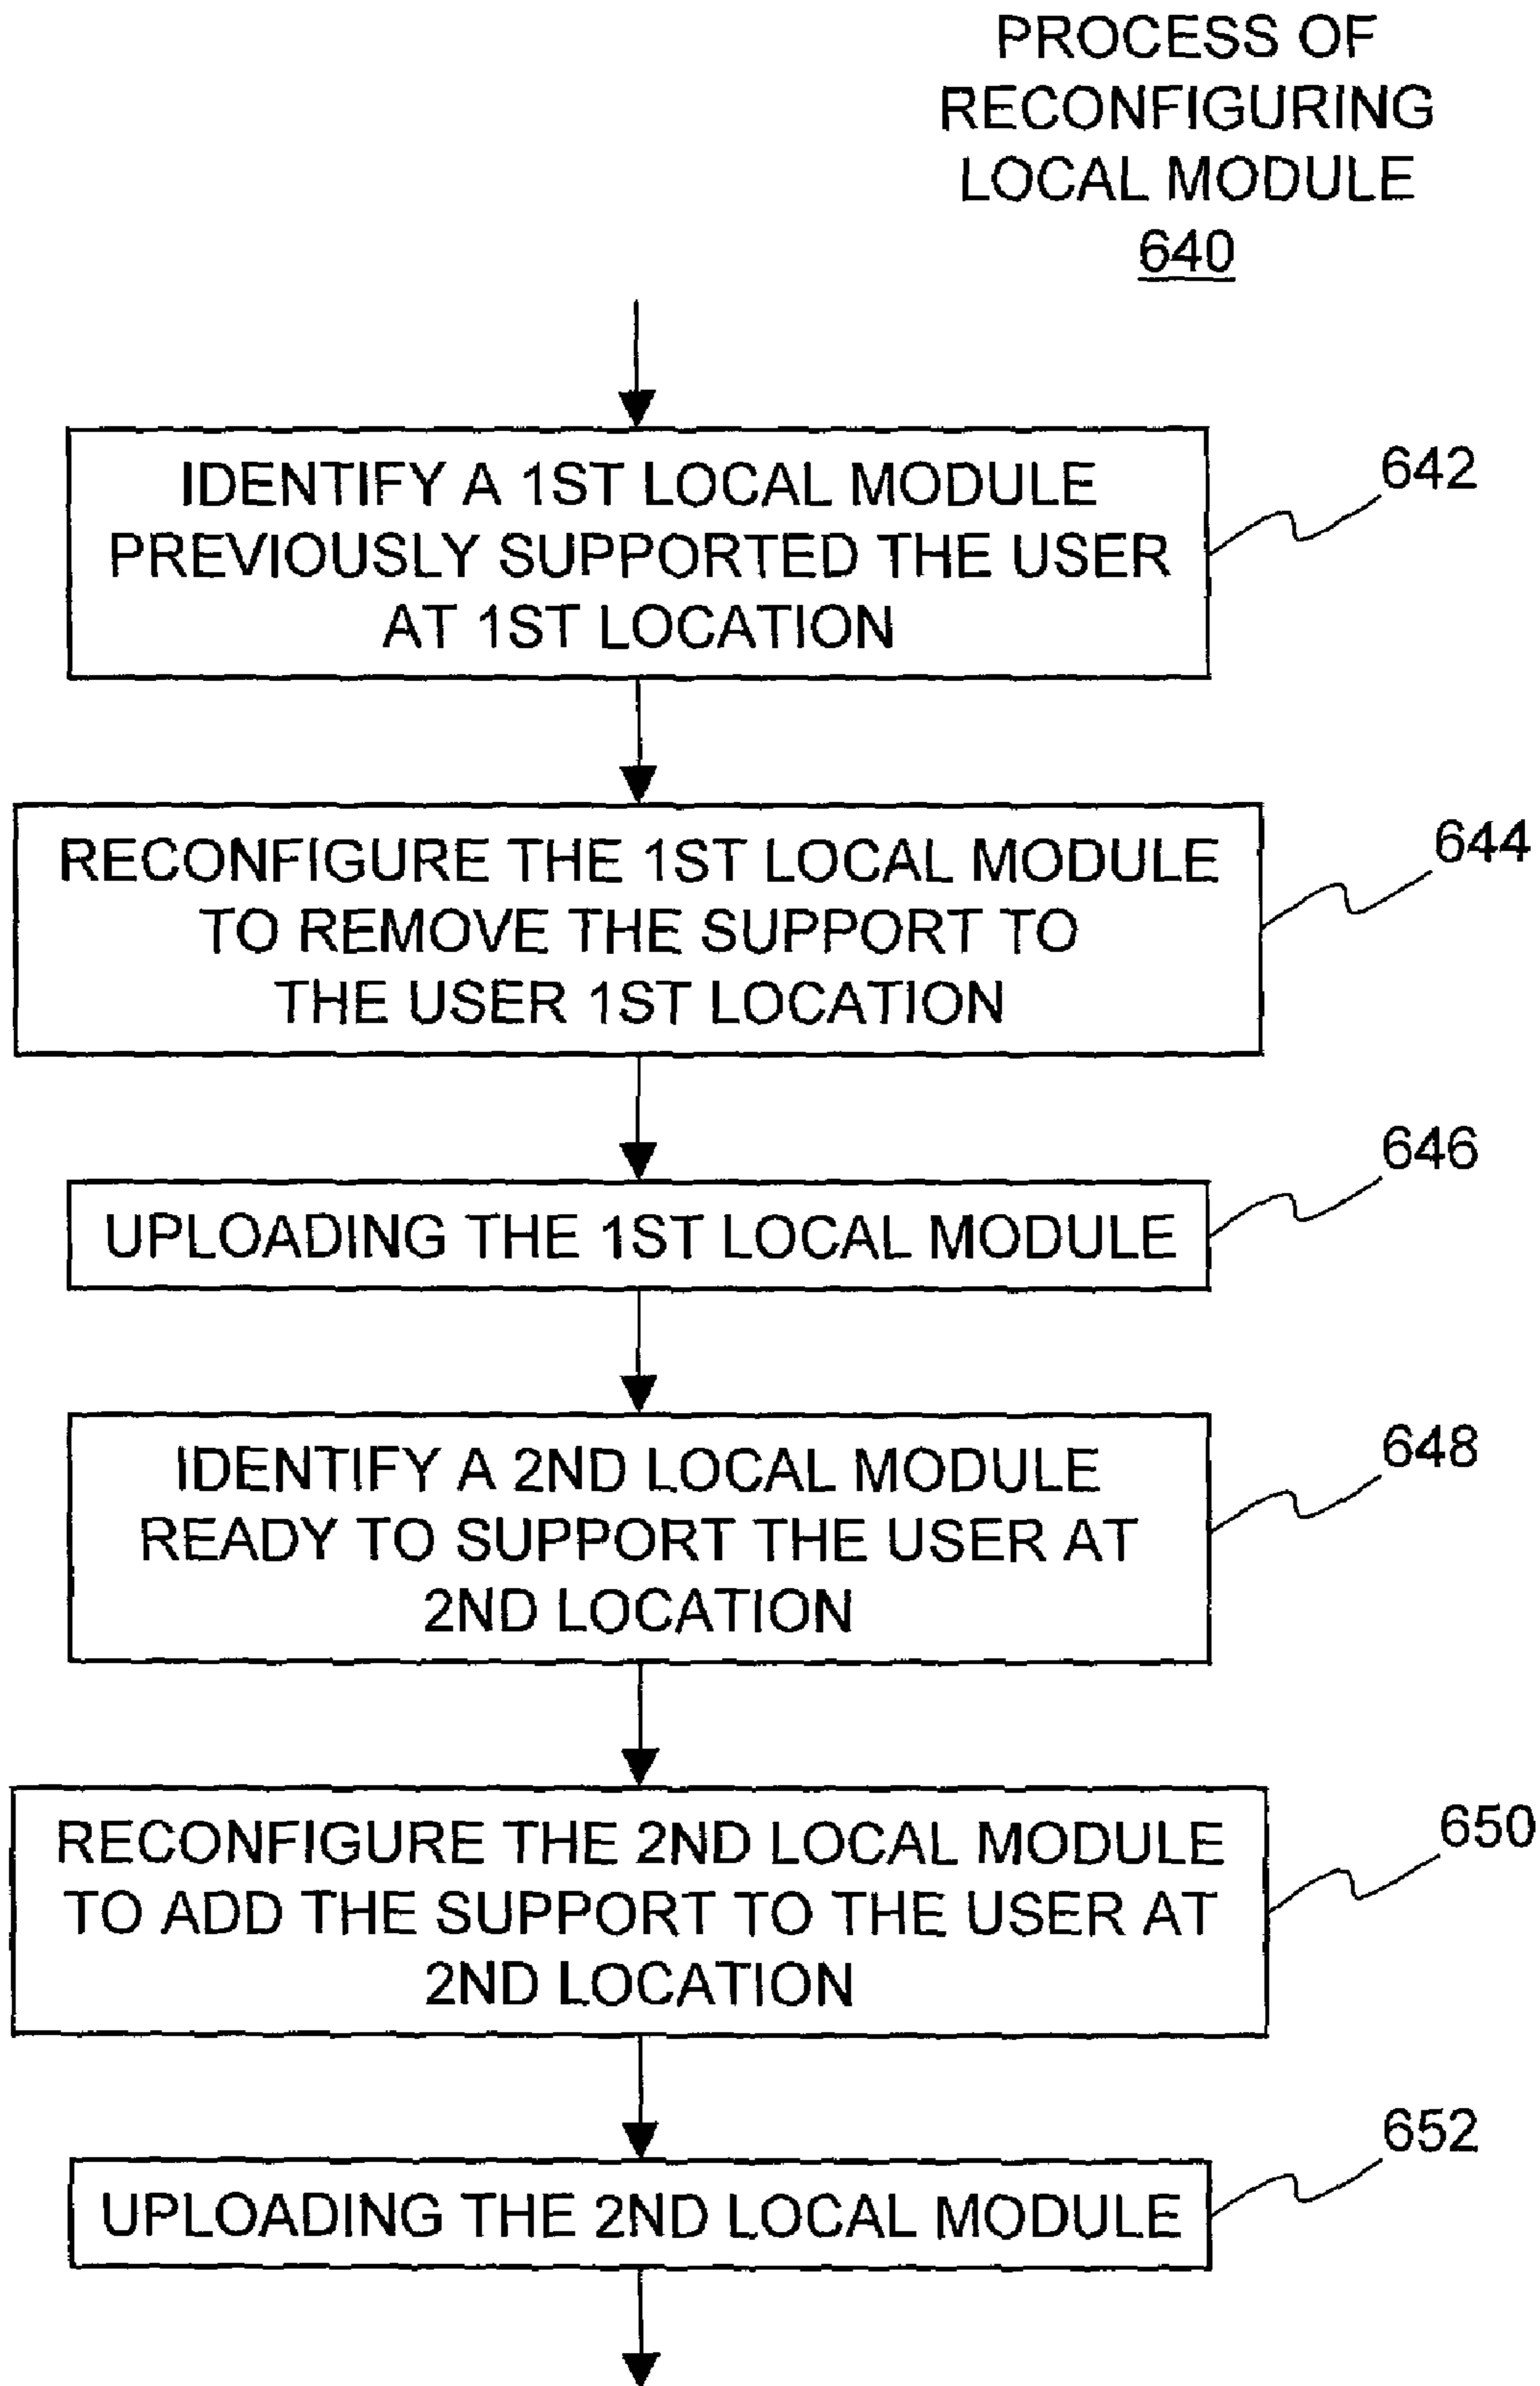 PROCESS OF
RECONFIGURING
LOCAL MODULE
640
IDENTIFY A 1ST LOCAL MODULE
PREVIOUSLY SUPPORTED THE USER
AT 1ST LOCATION
642
RECONFIGURE THE 1ST LOCAL MODULE
TO REMOVE THE SUPPORT TO
THE USER 1ST LOCATION
644
UPLOADING THE 1ST LOCAL MODULE
646
IDENTIFY A 2ND LOCAL MODULE
READY TO SUPPORT THE USER AT
2ND LOCATION
648
RECONFIGURE THE 2ND LOCAL MODULE
TO ADD THE SUPPORT TO THE USER AT
2ND LOCATION
650
UPLOADING THE 2ND LOCAL MODULE
652